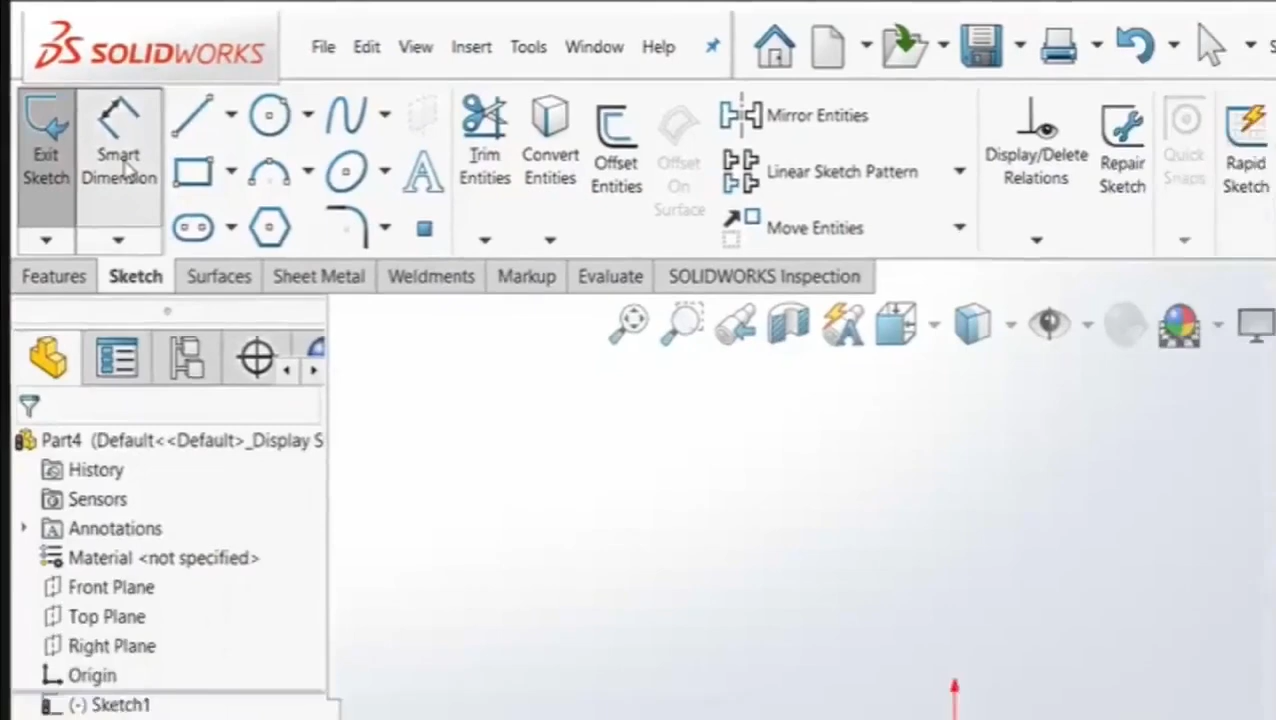 SOLIDWORKS
File Edit View Insert Tools Window Help
Exit Sketch
Smart Dimension
Trim Entities
Convert Entities
Offset Entities
Offset On Surface
Mirror Entities
Linear Sketch Pattern
Move Entities
Display/Delete Relations
Repair Sketch
Quick Snaps
Rapid Sketch
Features Sketch Surfaces Sheet Metal Weldments Markup Evaluate SOLIDWORKS Inspection
Part4 (Default<<Default>_Display S
History
Sensors
Annotations
Material <not specified>
Front Plane
Top Plane
Right Plane
Origin
(-) Sketch1